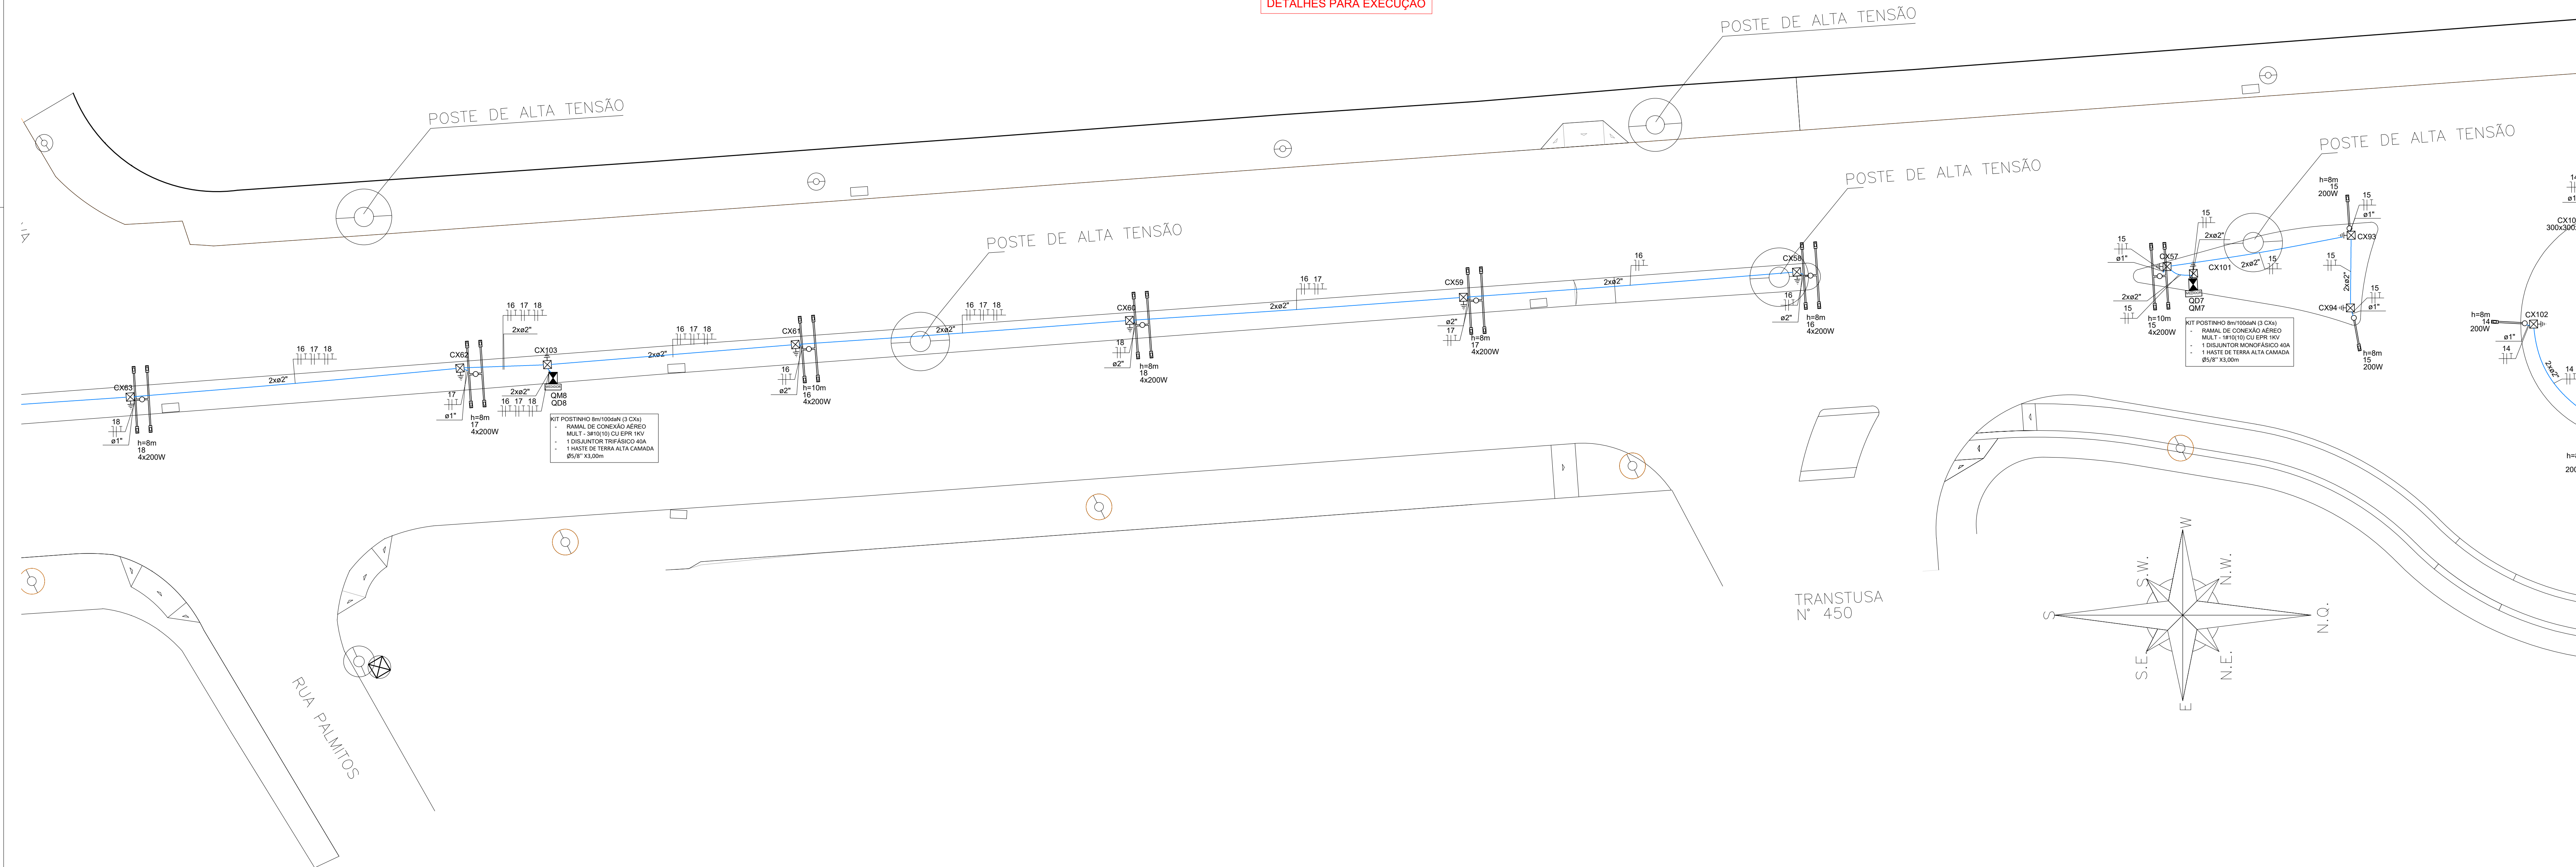 DETALHES PARA EXECUÇÃO
POSTE DE ALTA TENSÃO
POSTE DE ALTA TENSÃO
POSTE DE ALTA TENSÃO
POSTE DE ALTA TENSÃO
POSTE DE ALTA TENSÃO
CX63
18
ø1"
h=8m
18
4x200W
2xø2"
16 17 18
CX62
17
ø1"
h=8m
17
4x200W
16 17 18
2xø2"
CX103
2xø2"
16 17 18
QM8
QD8
KIT POSTINHO 8m/100daN (3 CXs)
- RAMAL DE CONEXÃO AÉREO
MULT - 3#10(10) CU EPR 1KV
- 1 DISJUNTOR TRIFÁSICO 40A
- 1 HASTE DE TERRA ALTA CAMADA
Ø5/8" X3,00m
16 17 18
2xø2"
CX61
16
ø2"
h=10m
16
4x200W
16 17 18
2xø2"
CX60
18
ø2"
h=8m
18
4x200W
16 17
2xø2"
CX59
ø2"
17
h=8m
17
4x200W
16
2xø2"
CX58
16
ø2"
h=8m
16
4x200W
15
ø1"
CX57
2xø2"
15
h=10m
15
4x200W
15
2xø2"
CX101
QD7
QM7
KIT POSTINHO 8m/100daN (3 CXs)
- RAMAL DE CONEXÃO AÉREO
MULT - 1#10(10) CU EPR 1KV
- 1 DISJUNTOR MONOFÁSICO 40A
- 1 HASTE DE TERRA ALTA CAMADA
Ø5/8" X3,00m
2xø2"
15
h=8m
15
200W
15
ø1"
CX93
15
2xø2"
CX94
15
ø1"
h=8m
15
200W
h=8m
14
200W
ø1"
14
CX102
2xø2"
14
14
ø1
CX10
300x300
h=
200
RUA PALMITOS
TRANSTUSA
N° 450
W
S.W.
N.W.
S
N.Q.
S.E.
N.E.
E